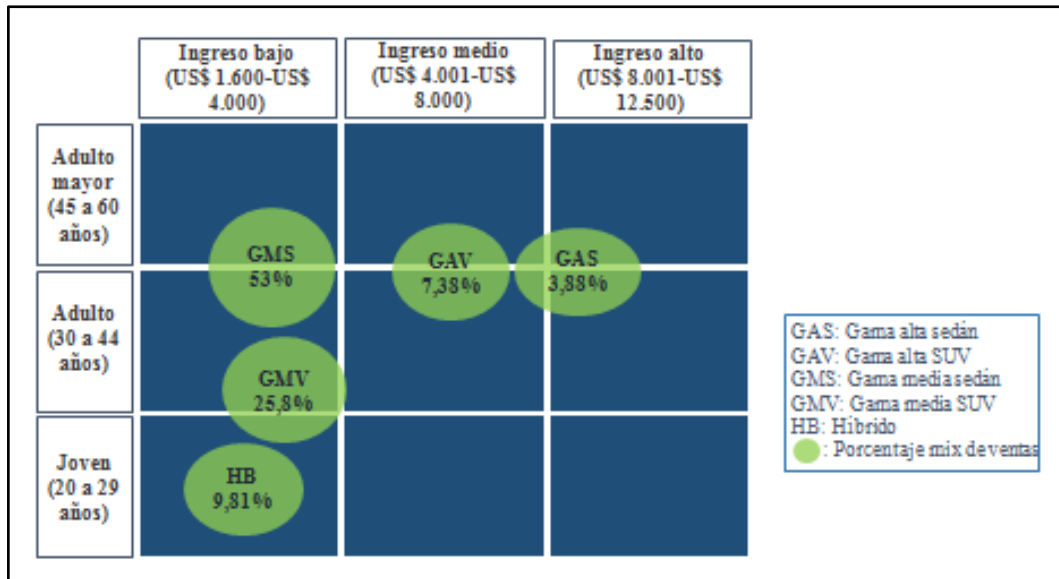 Ingreso bajo
(US$ 1.600-US$
4.000)
Ingreso medio
(US$ 4.001-US$
8.000)
Ingreso alto
(US$ 8.001-US$
12.500)
Adulto
mayor
(45 a 60
años)
GMS
53%
GAV
7,38%
GAS
3,88%
Adulto
(30 a 44
años)
GMV
25,8%
Joven
(20 a 29
años)
HB
9,81%
GAS: Gama alta sedán
GAV: Gama alta SUV
GMS: Gama media sedán
GMV: Gama media SUV
HB: Hibrido
: Porcentaje mix de ventas